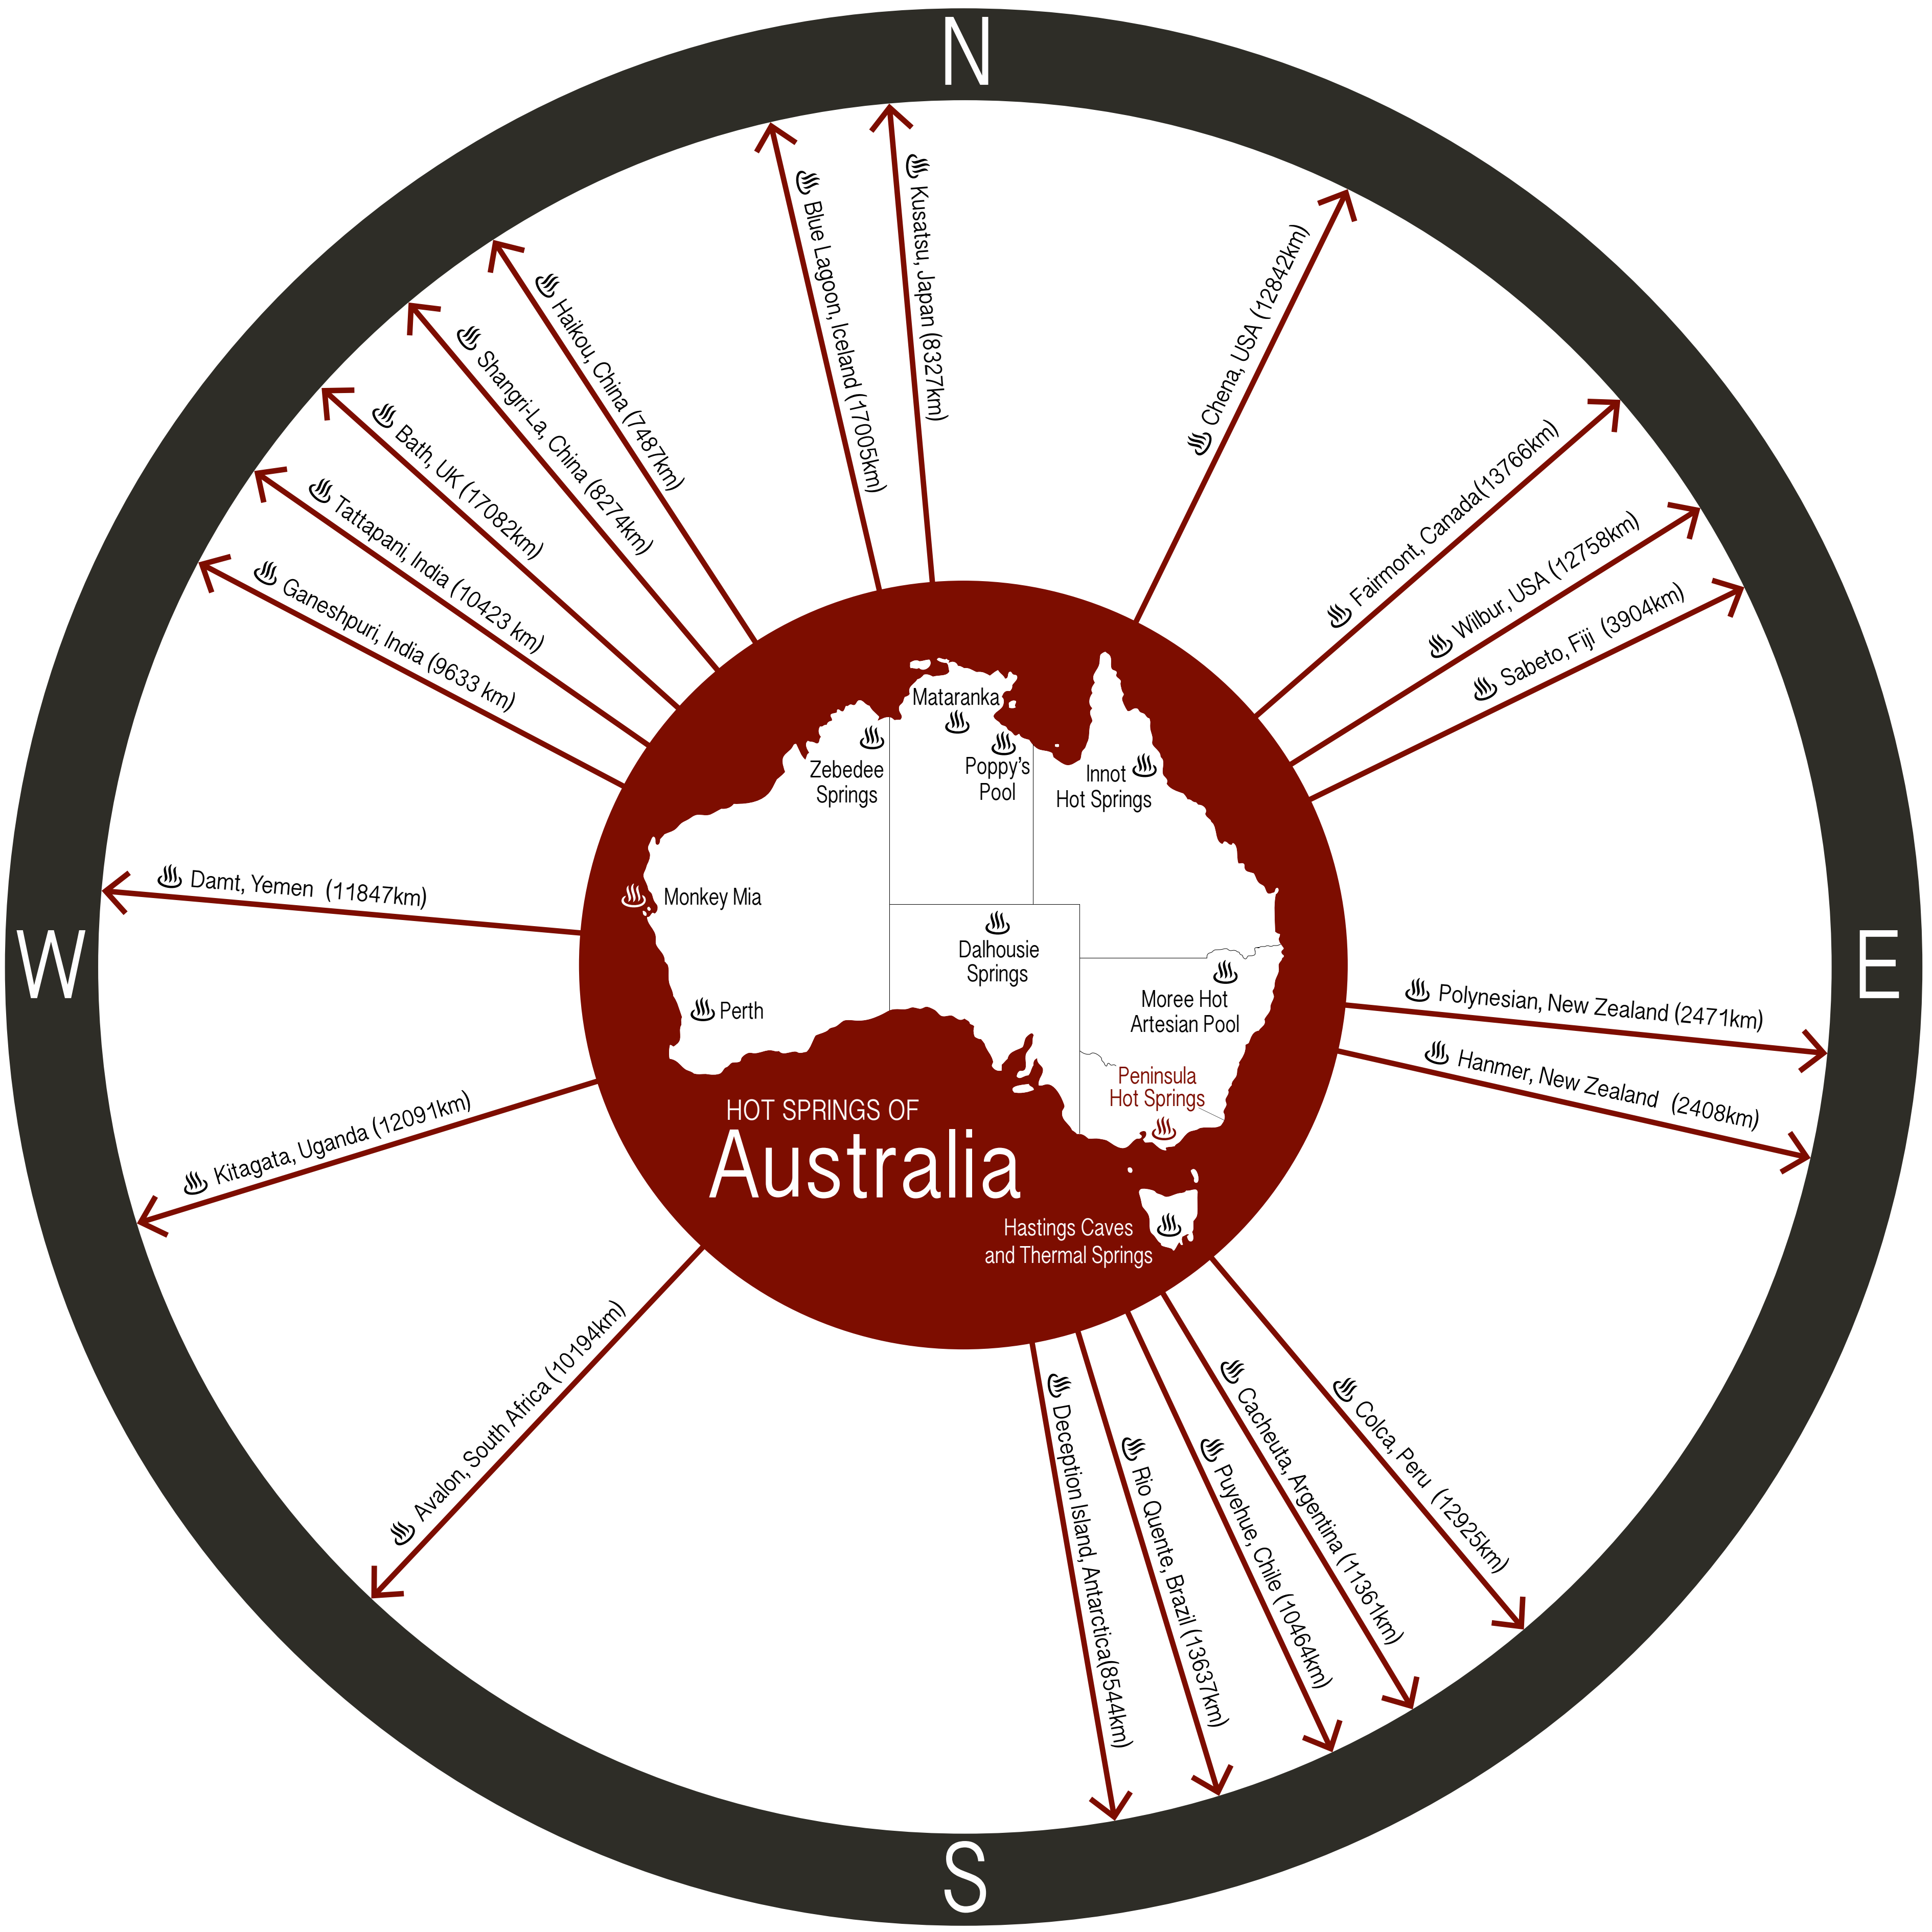 N
Blue Lagoon, Iceland (17005km)
Kusatsu, Japan (8327km)
Chena, USA (12842km)
Fairmont, Canada(13766km)
Wilbur, USA (12758km)
Sabeto, Fiji (3904km)
E
Polynesian, New Zealand (2471km)
Hanmer, New Zealand (2408km)
Colca, Peru (12925km)
Cacheuta, Argentina (11361km)
Puyehue, Chile (10464km)
Rio Quente, Brazil (13637km)
Deception Island, Antarctica(8544km)
S
Avalon, South Africa (10194km)
Kitagata, Uganda (12091km)
W
Damt, Yemen (11847km)
Ganeshpuri, India (9633 km)
Tattapani, India (10423 km)
Bath, UK (17082km)
Shangri-La, China (8274km)
Haikou, China (7487km)
Mataranka
Zebedee
Springs
Poppy's
Pool
Innot
Hot Springs
Monkey Mia
Dalhousie
Springs
Perth
Moree Hot
Artesian Pool
Peninsula
Hot Springs
HOT SPRINGS OF
Australia
Hastings Caves
and Thermal Springs